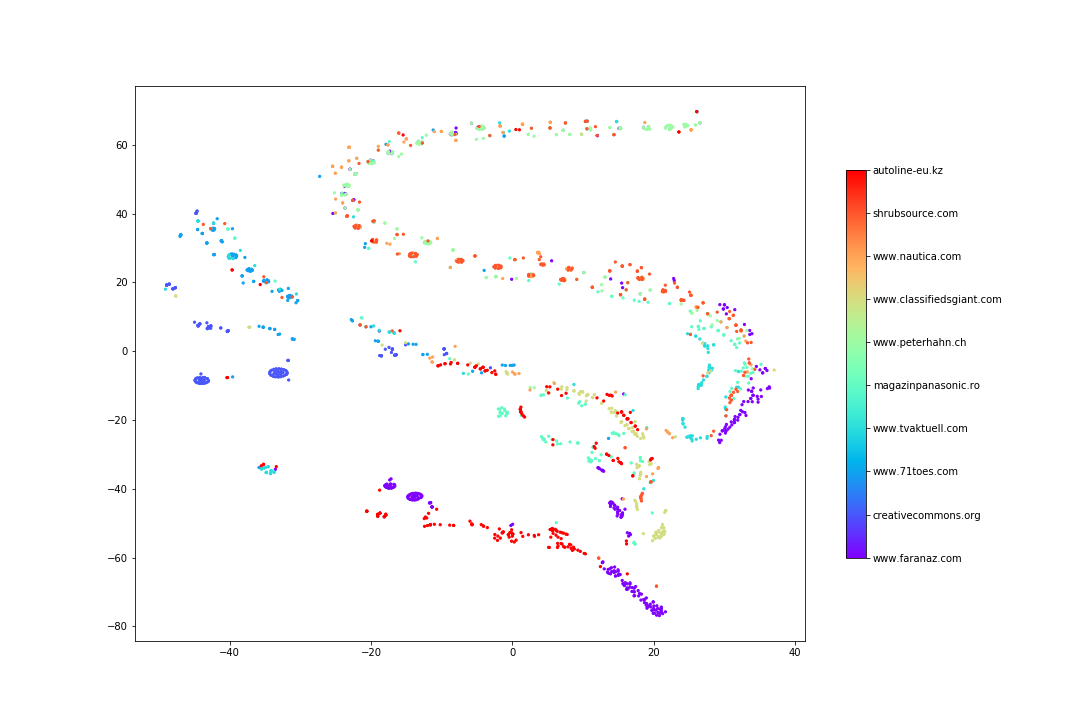 60
40
20
0
−20
−40
−60
−80
−40
−20
0
20
40
autoline-eu.kz
shrubsource.com
www.nautica.com
www.classifiedsgiant.com
www.peterhahn.ch
magazinpanasonic.ro
www.tvaktuell.com
www.71toes.com
creativecommons.org
www.faranaz.com